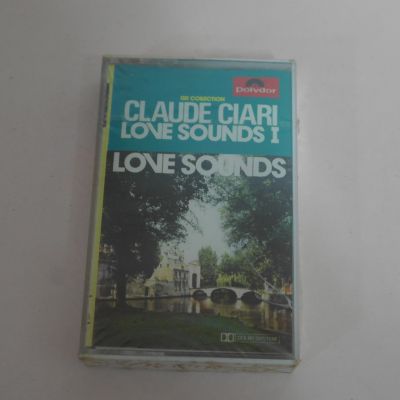 polydor
CLAUDE CIARI
LOVE SOUNDS I
LOVE SOUNDS